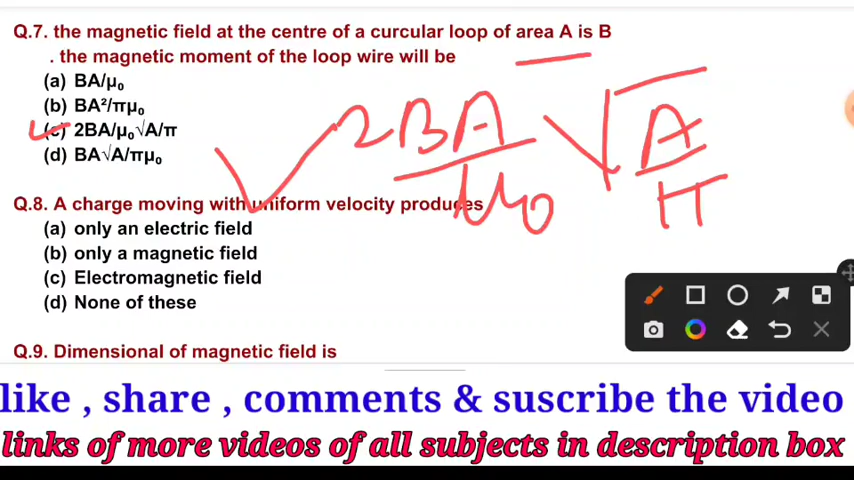 Q.7. the magnetic field at the centre of a curcular loop of area A is B
. the magnetic moment of the loop wire will be
(a) BA/μ₀
(b) BA²/πμ₀
(c) 2BA/μ₀√A/π
(d) BA√A/πμ₀
2BA/μ₀ √A/π
Q.8. A charge moving with uniform velocity produces
(a) only an electric field
(b) only a magnetic field
(c) Electromagnetic field
(d) None of these
Q.9. Dimensional of magnetic field is
like , share , comments & suscribe the video
links of more videos of all subjects in description box